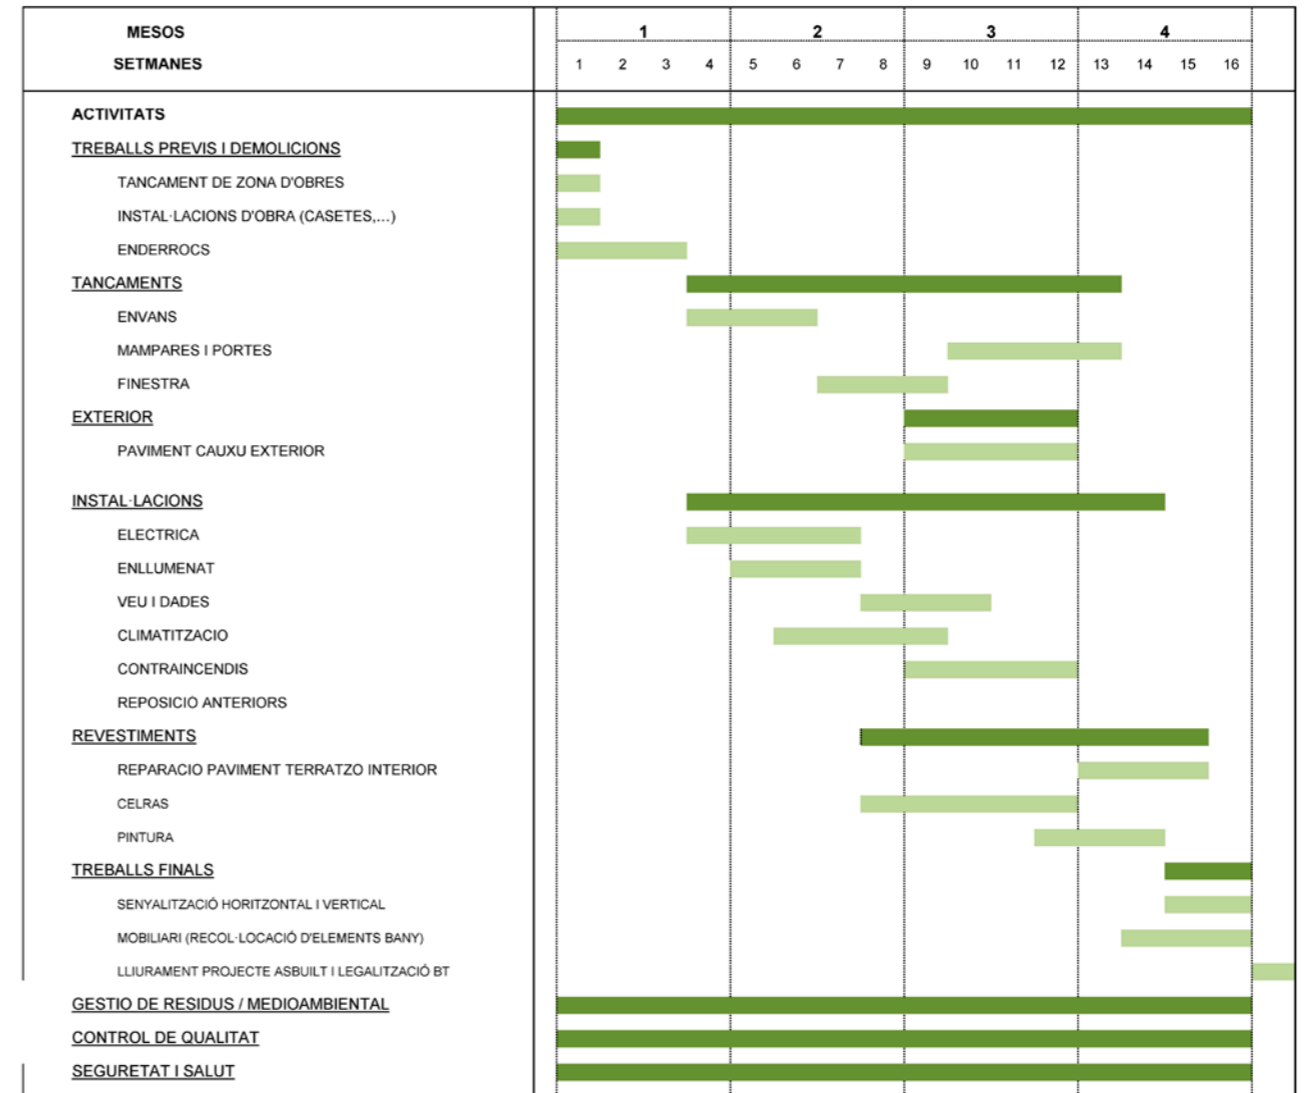 MESOS 1 2 3 4
SETMANES 1 2 3 4 5 6 7 8 9 10 11 12 13 14 15 16
ACTIVITATS
TREBALLS PREVIS I DEMOLICIONS
TANCAMENT DE ZONA D'OBRES
INSTAL·LACIONS D'OBRA (CASETES,...)
ENDERROCS
TANCAMENTS
ENVANS
MAMPARES I PORTES
FINESTRA
EXTERIOR
PAVIMENT CAUXU EXTERIOR
INSTAL·LACIONS
ELECTRICA
ENLLUMENAT
VEU I DADES
CLIMATITZACIO
CONTRAINCENDIS
REPOSICIO ANTERIORS
REVESTIMENTS
REPARACIO PAVIMENT TERRATZO INTERIOR
CELRAS
PINTURA
TREBALLS FINALS
SENYALITZACIÓ HORITZONTAL I VERTICAL
MOBILIARI (RECOL·LOCACIÓ D'ELEMENTS BANY)
LLIURAMENT PROJECTE ASBUILT I LEGALITZACIÓ BT
GESTIO DE RESIDUS / MEDIOAMBIENTAL
CONTROL DE QUALITAT
SEGURETAT I SALUT